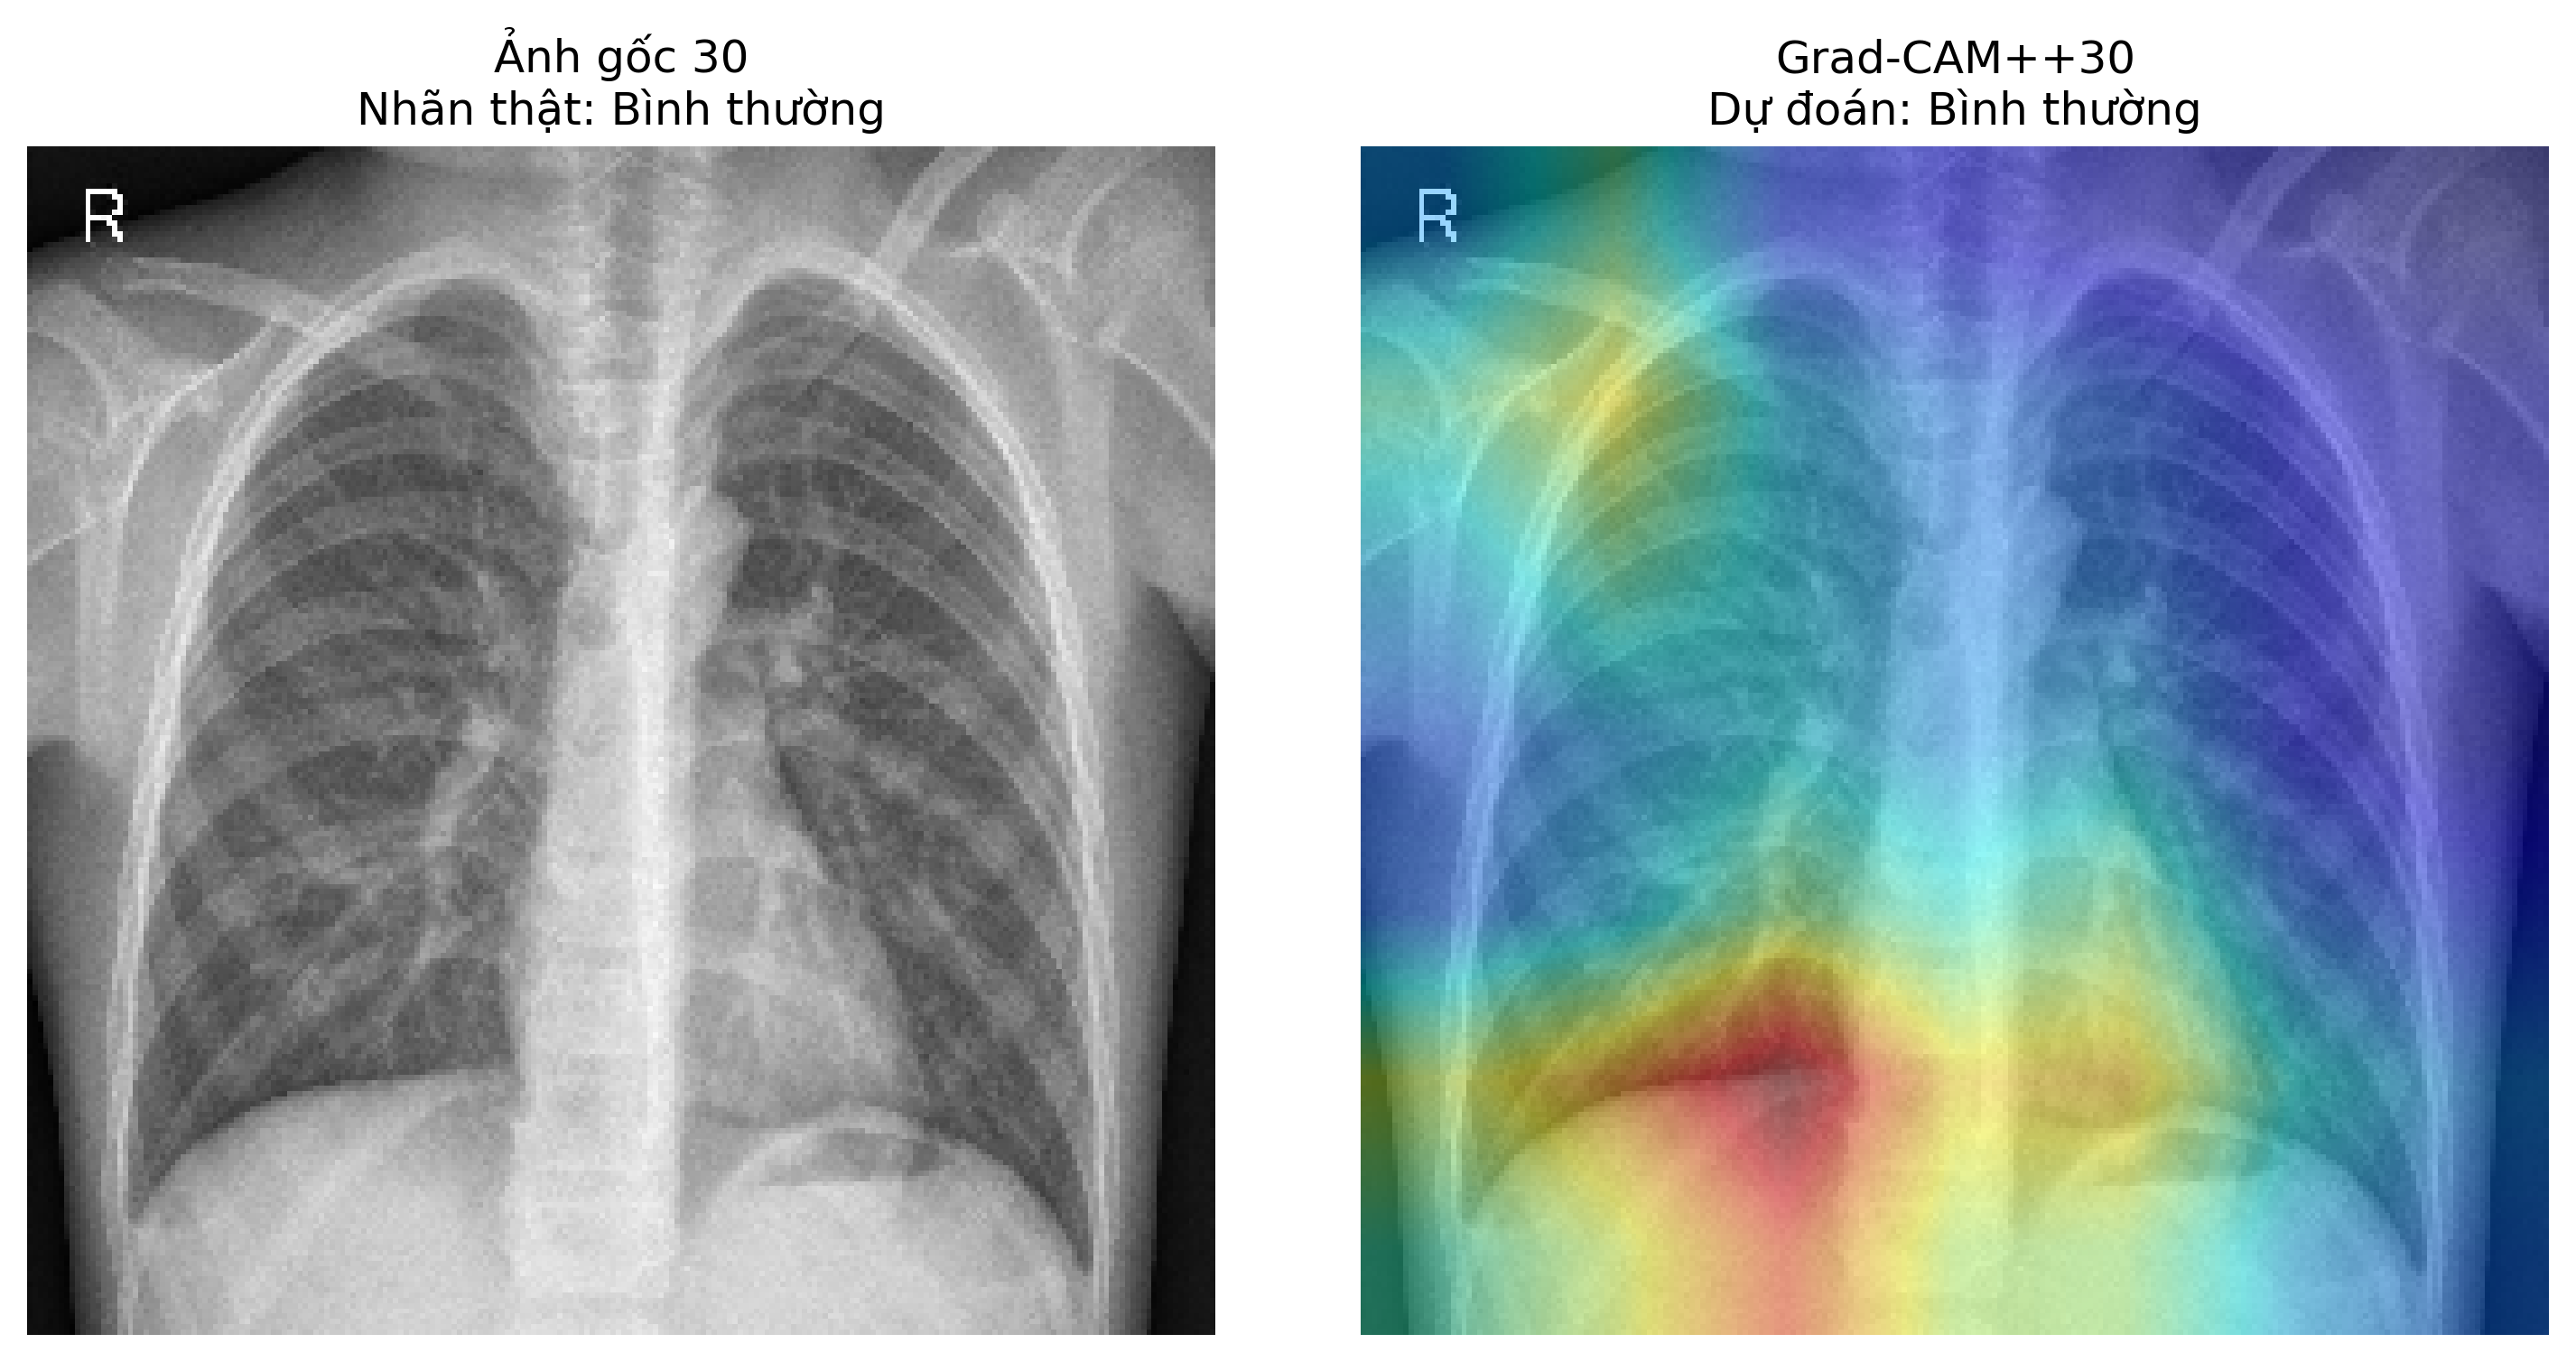 Ảnh gốc 30
Nhãn thật: Bình thường
R
Grad-CAM++30
Dự đoán: Bình thường
R